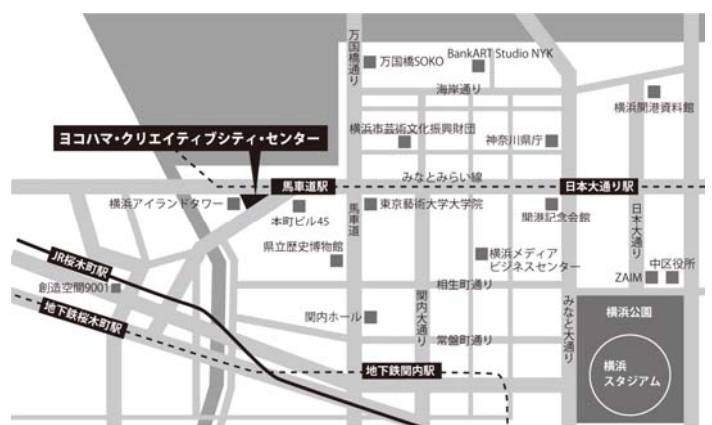 万国橋通り
万国橋SOKO
BankART Studio NYK
海岸通り
横浜開港資料館
横浜市芸術文化振興財団
神奈川県庁
ヨコハマ・クリエイティブシティ・センター
みなとみらい線
馬車道駅
日本大通り駅
横浜アイランドタワー
本町ビル45
馬車道
東京藝術大学大学院
開港記念会館
日本大通り
県立歴史博物館
横浜メディア
ビジネスセンター
JR桜木町駅
ZAIM
中区役所
創造空間9001
相生町通り
地下鉄桜木町駅
関内ホール
関内大通り
みなと大通り
横浜公園
常盤町通り
地下鉄関内駅
横浜
スタジアム